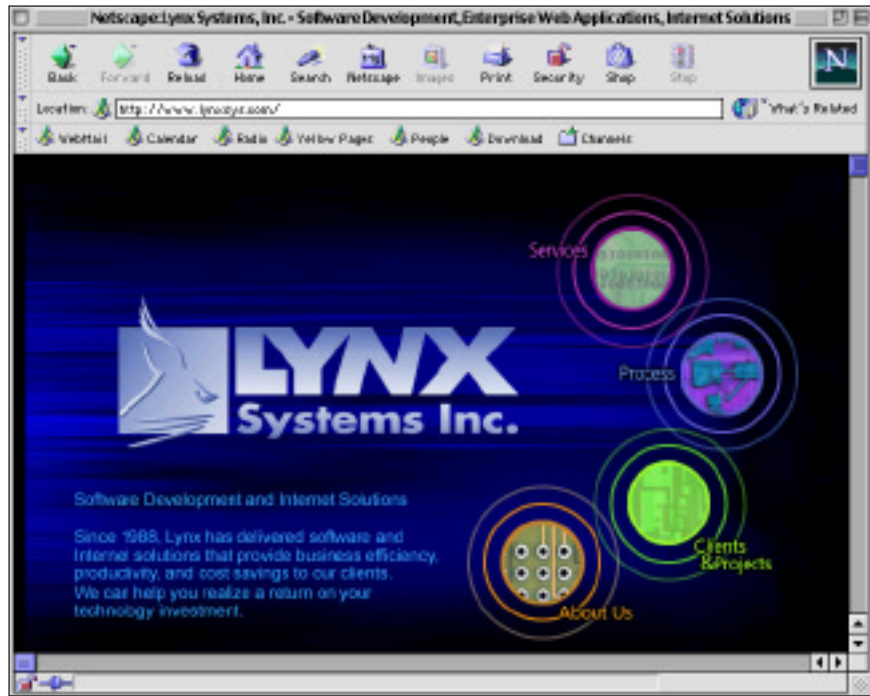 Netscape:Lynx Systems, Inc. - Software Development, Enterprise Web Applications, Internet Solutions
Back Forward Reload Home Search Netscape Images Print Security Shop Stop
Location: http://www.lynxsys.com/ What's Related
WebMail Calendar Radio Yellow Pages People Download Channels
Services
Process
LYNX
Systems Inc.
Clients
&Projects
About Us
Software Development and Internet Solutions
Since 1988, Lynx has delivered software and
Internet solutions that provide business efficiency,
productivity, and cost savings to our clients.
We can help you realize a return on your
technology investment.